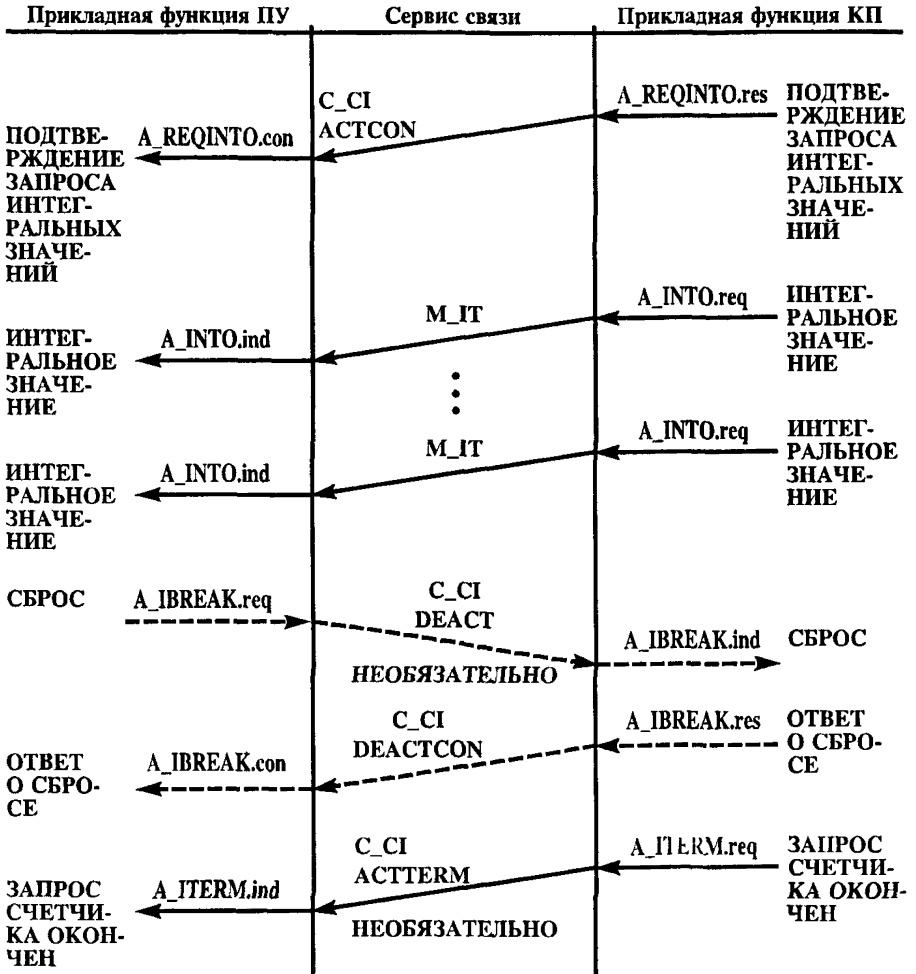 Прикладная функция ПУ
Сервис связи
Прикладная функция КП
A_REQINTO.res
ПОДТВЕ-
РЖДЕНИЕ
ЗАПРОСА
ИНТЕГ-
РАЛЬНЫХ
ЗНАЧЕ-
НИЙ
C_CI
ACTCON
A_REQINTO.con
ПОДТВЕ-
РЖДЕНИЕ
ЗАПРОСА
ИНТЕГ-
РАЛЬНЫХ
ЗНАЧЕ-
НИЙ
A_INTO.req
ИНТЕГ-
РАЛЬНОЕ
ЗНАЧЕ-
НИЕ
M_IT
A_INTO.ind
ИНТЕГ-
РАЛЬНОЕ
ЗНАЧЕ-
НИЕ
A_INTO.req
ИНТЕГ-
РАЛЬНОЕ
ЗНАЧЕ-
НИЕ
M_IT
A_INTO.ind
ИНТЕГ-
РАЛЬНОЕ
ЗНАЧЕ-
НИЕ
СБРОС
A_IBREAK.req
C_CI
DEACT
НЕОБЯЗАТЕЛЬНО
A_IBREAK.ind
СБРОС
A_IBREAK.res
ОТВЕТ
О СБРО-
СЕ
C_CI
DEACTCON
A_IBREAK.con
ОТВЕТ
О СБРО-
СЕ
A_ITERM.req
ЗАПРОС
СЧЕТЧИ-
КА ОКОН-
ЧЕН
C_CI
ACTTERM
НЕОБЯЗАТЕЛЬНО
A_ITERM.ind
ЗАПРОС
СЧЕТЧИ-
КА ОКОН-
ЧЕН